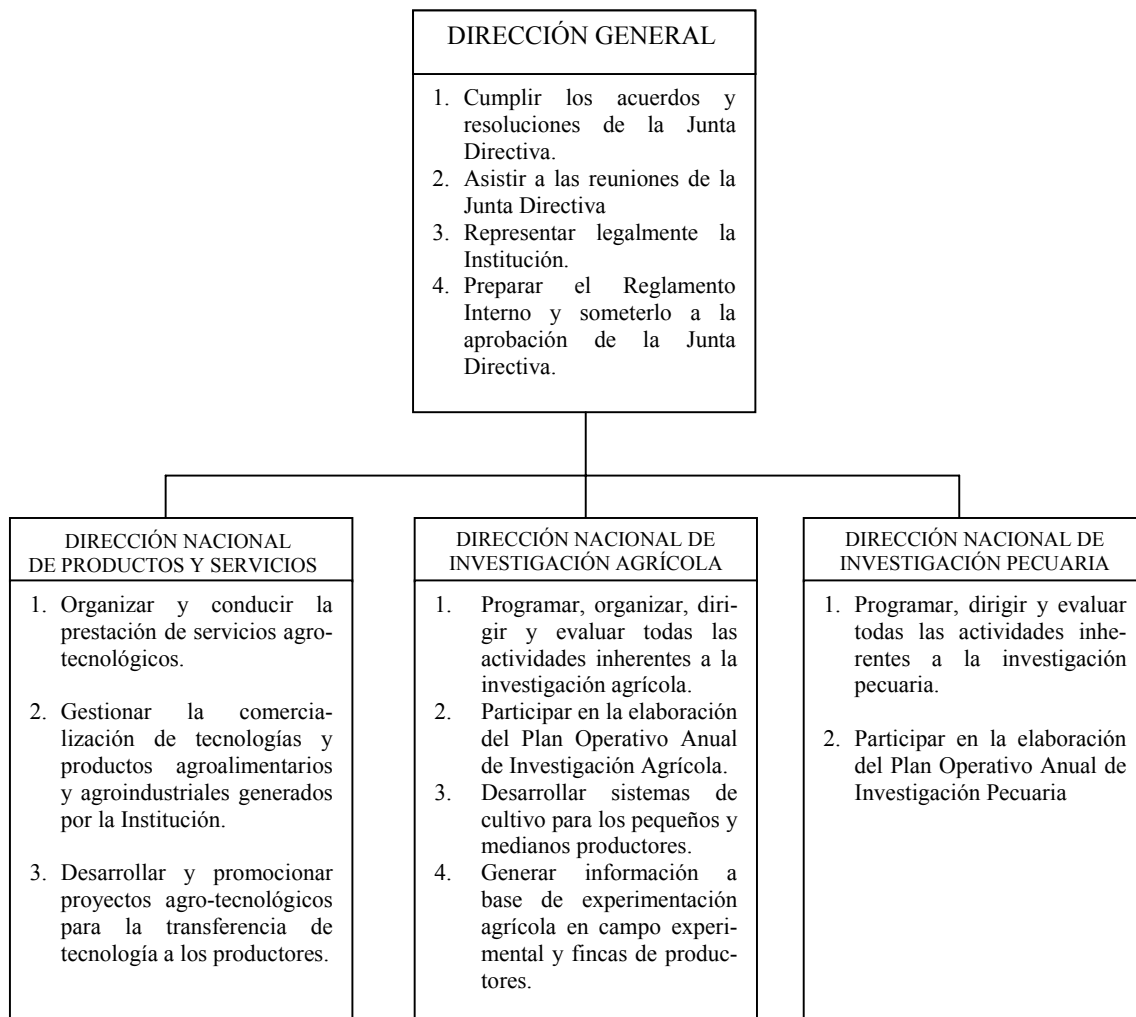 DIRECCIÓN GENERAL
1. Cumplir los acuerdos y
resoluciones de la Junta
Directiva.
2. Asistir a las reuniones de la
Junta Directiva
3. Representar legalmente la
Institución.
4. Preparar el Reglamento
Interno y someterlo a la
aprobación de la Junta
Directiva.
DIRECCIÓN NACIONAL
DE PRODUCTOS Y SERVICIOS
1. Organizar y conducir la
prestación de servicios agro-
tecnológicos.
2. Gestionar la comercia-
lización de tecnologías y
productos agroalimentarios
y agroindustriales generados
por la Institución.
3. Desarrollar y promocionar
proyectos agro-tecnológicos
para la transferencia de
tecnología a los productores.
DIRECCIÓN NACIONAL DE
INVESTIGACIÓN AGRÍCOLA
1. Programar, organizar, diri-
gir y evaluar todas las
actividades inherentes a la
investigación agrícola.
2. Participar en la elaboración
del Plan Operativo Anual
de Investigación Agrícola.
3. Desarrollar sistemas de
cultivo para los pequeños y
medianos productores.
4. Generar información a
base de experimentación
agrícola en campo experi-
mental y fincas de produc-
tores.
DIRECCIÓN NACIONAL DE
INVESTIGACIÓN PECUARIA
1. Programar, dirigir y evaluar
todas las actividades inhe-
rentes a la investigación
pecuaria.
2. Participar en la elaboración
del Plan Operativo Anual de
Investigación Pecuaria